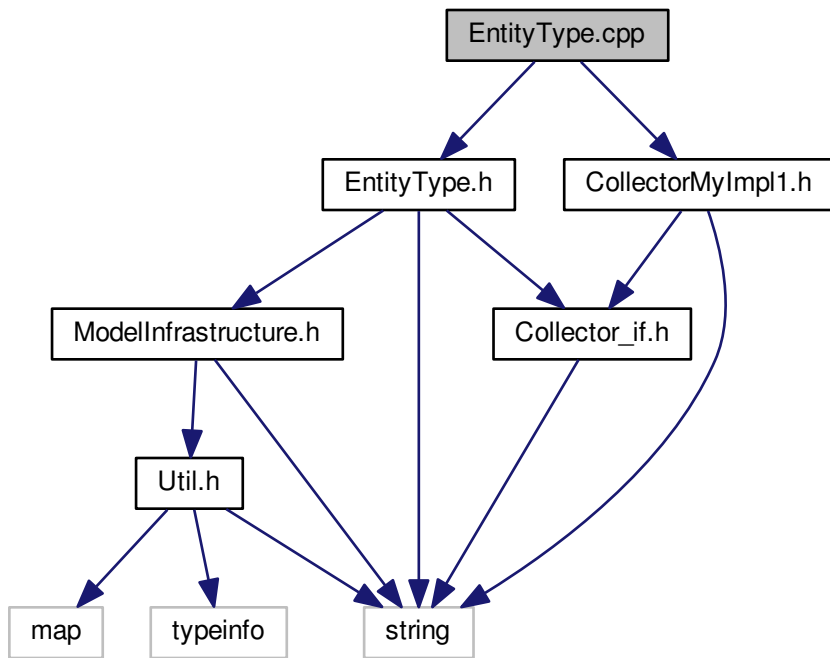 EntityType.cpp
EntityType.h
CollectorMyImpl1.h
ModelInfrastructure.h
Collector_if.h
Util.h
map
typeinfo
string